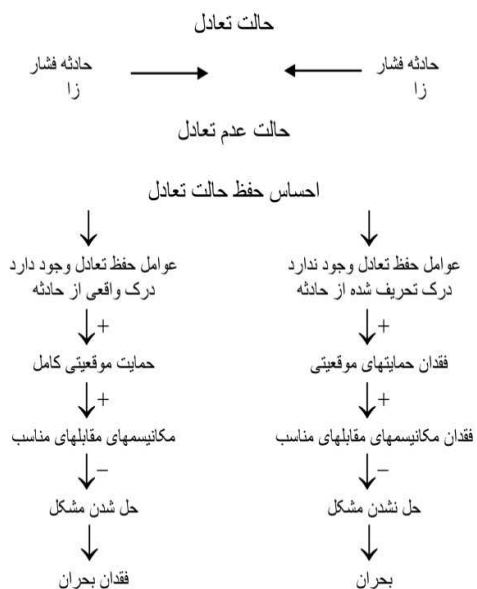 حالت تعادل
حادثه فشار
زا
حادثه فشار
زا
حالت عدم تعادل
احساس حفظ حالت تعادل
عوامل حفظ تعادل وجود ندارد
درک تحریف شده از حادثه
+
فقدان حمایتهای موقعیتی
+
فقدان مکانیسمهای مقابلهای مناسب
–
حل نشدن مشکل
بحران
عوامل حفظ تعادل وجود دارد
درک واقعی از حادثه
+
حمایت موقعیتی کامل
+
مکانیسمهای مقابلهای مناسب
–
حل شدن مشکل
فقدان بحران